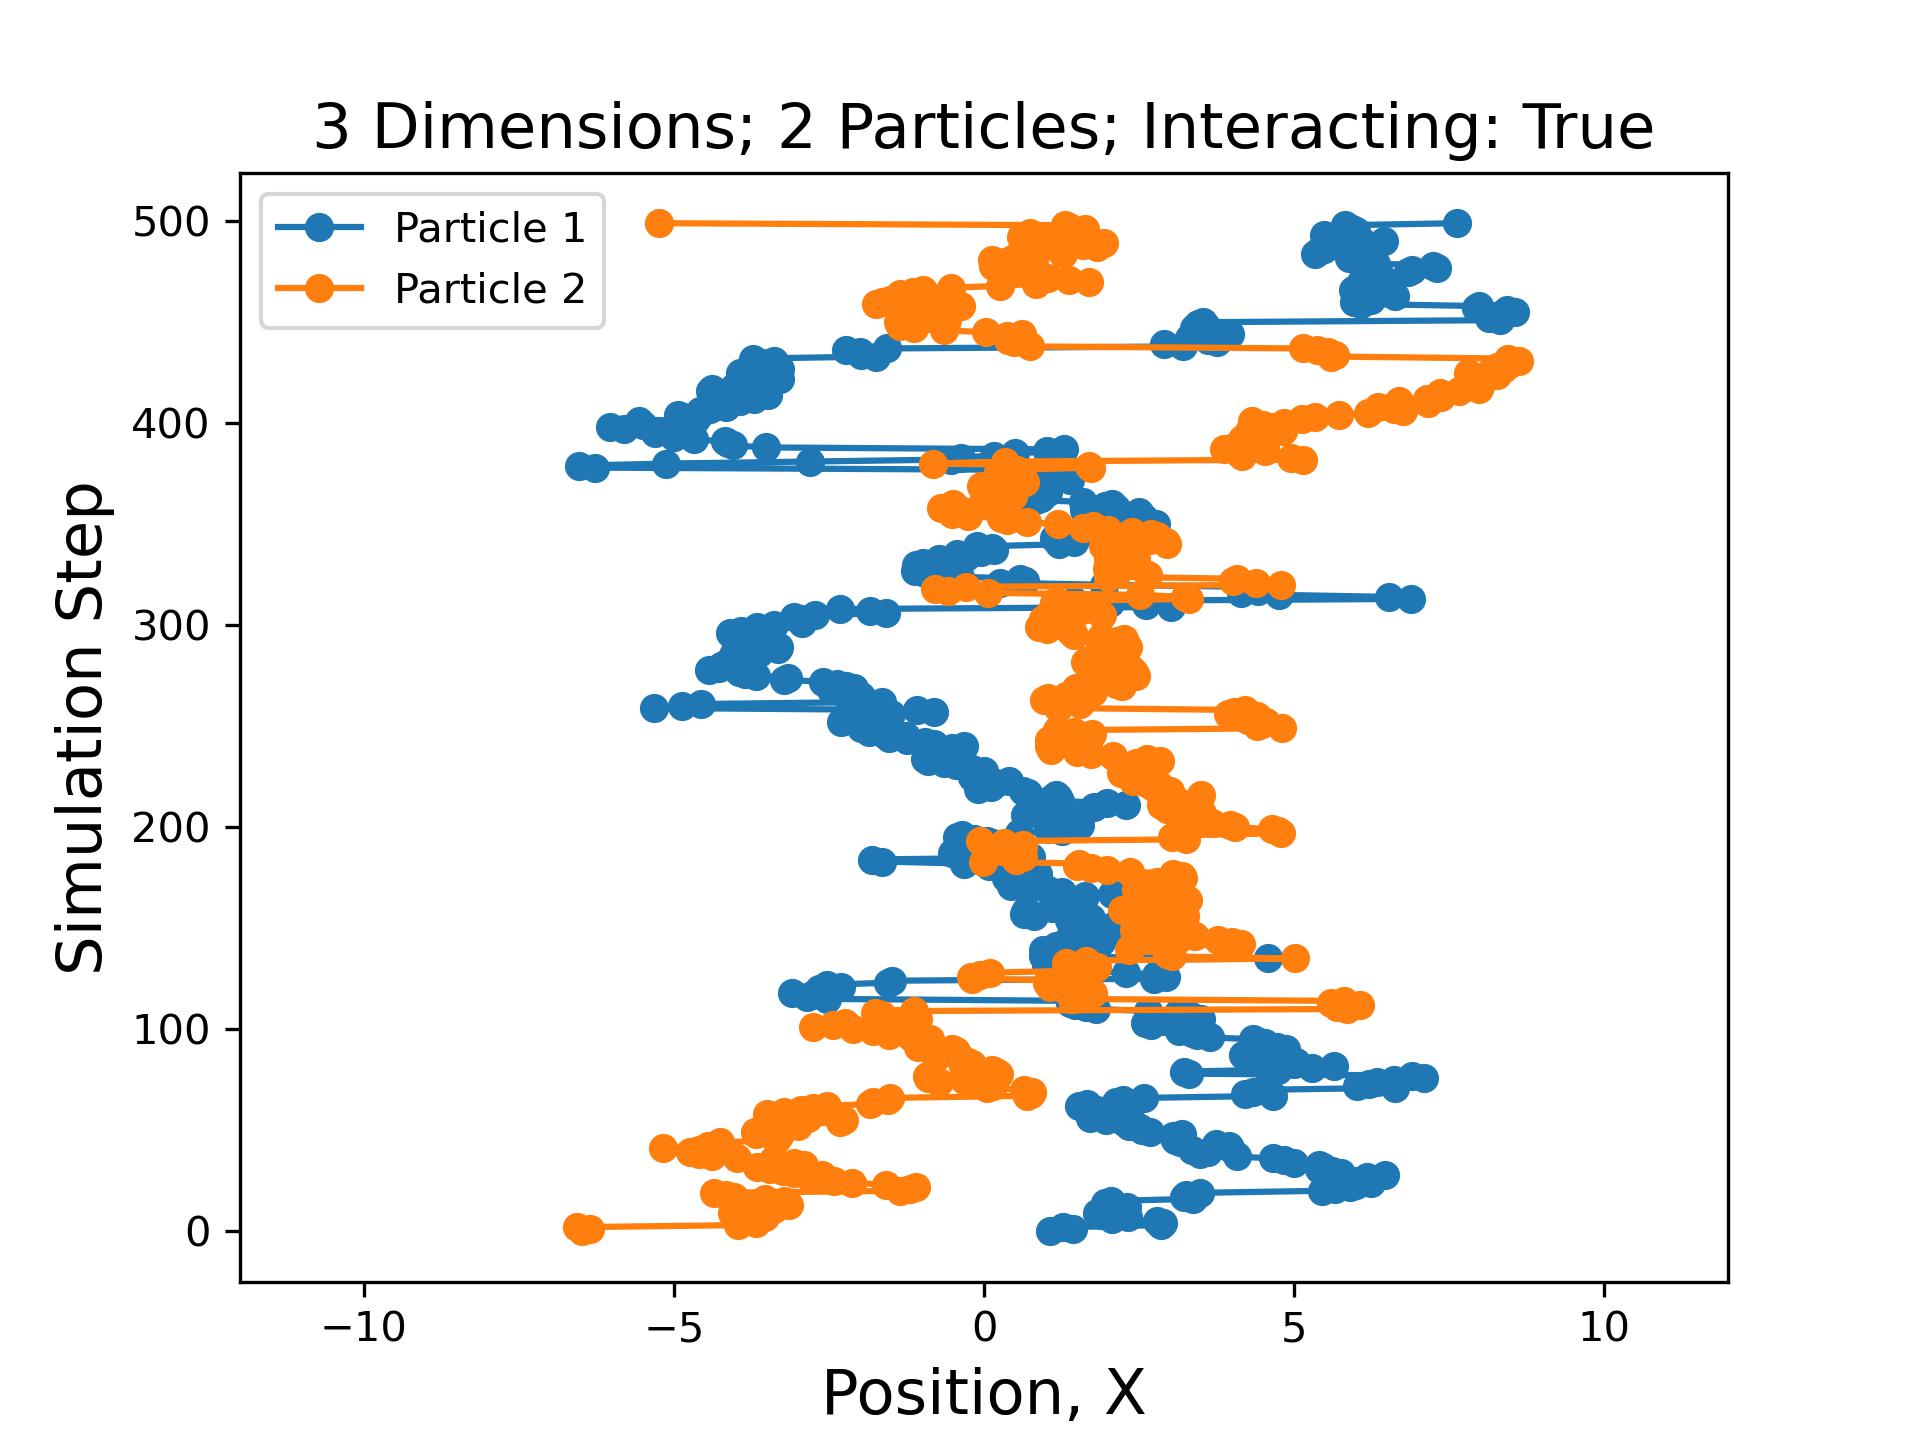 3 Dimensions; 2 Particles; Interacting: True
Particle 1
Particle 2
Simulation Step
500
400
300
200
100
0
−10
−5
0
5
10
Position, X